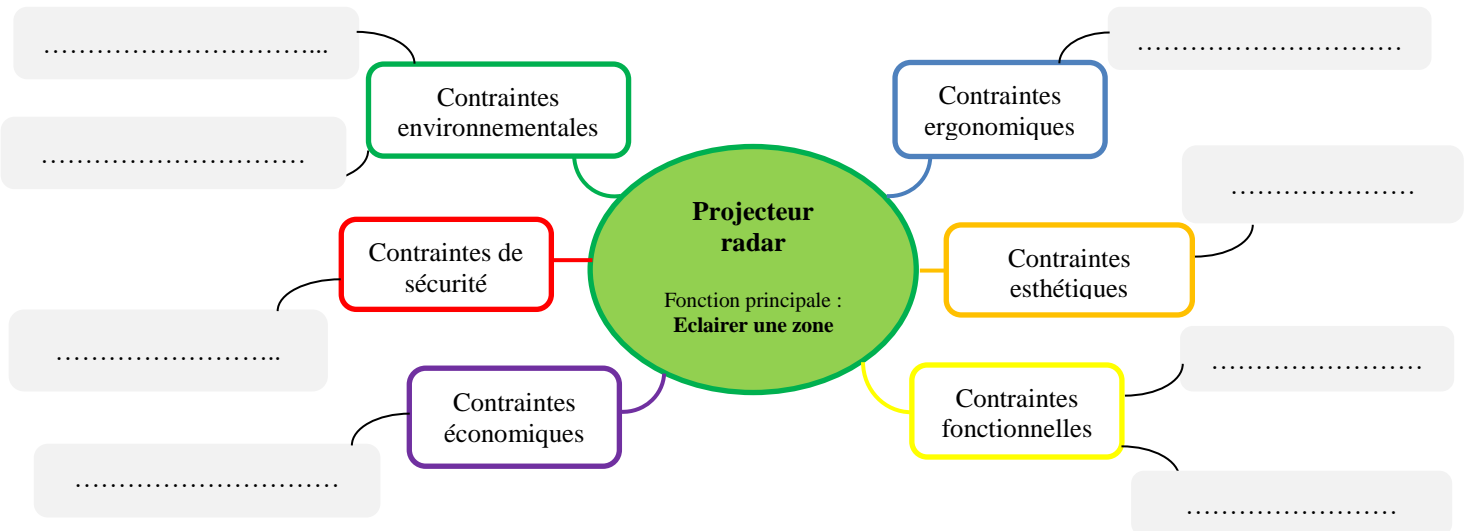 …………………………...
Contraintes
environnementales
…………………………
Contraintes de
sécurité
……………………..
Contraintes
économiques
…………………………
Projecteur
radar
Fonction principale :
Eclairer une zone
…………………………
Contraintes
ergonomiques
…………………
Contraintes
esthétiques
……………………
Contraintes
fonctionnelles
……………………